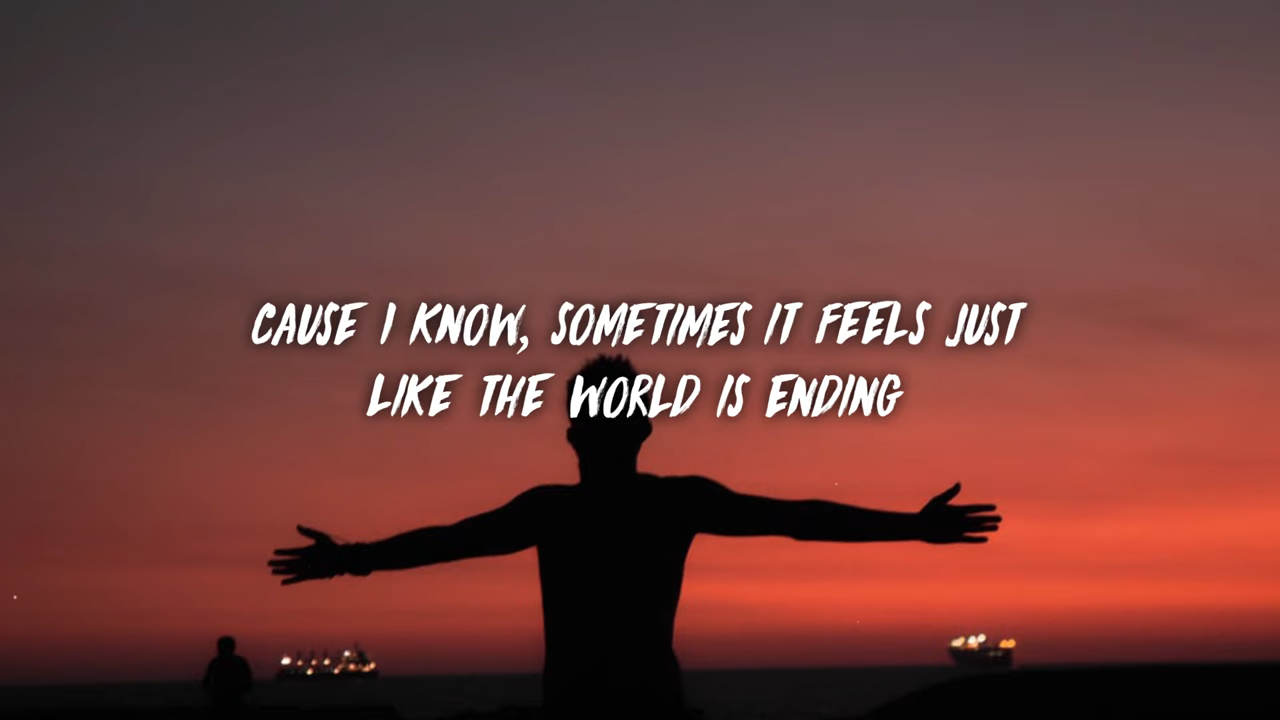 CAUSE I KNOW, SOMETIMES IT FEELS JUST
LIKE THE WORLD IS ENDING